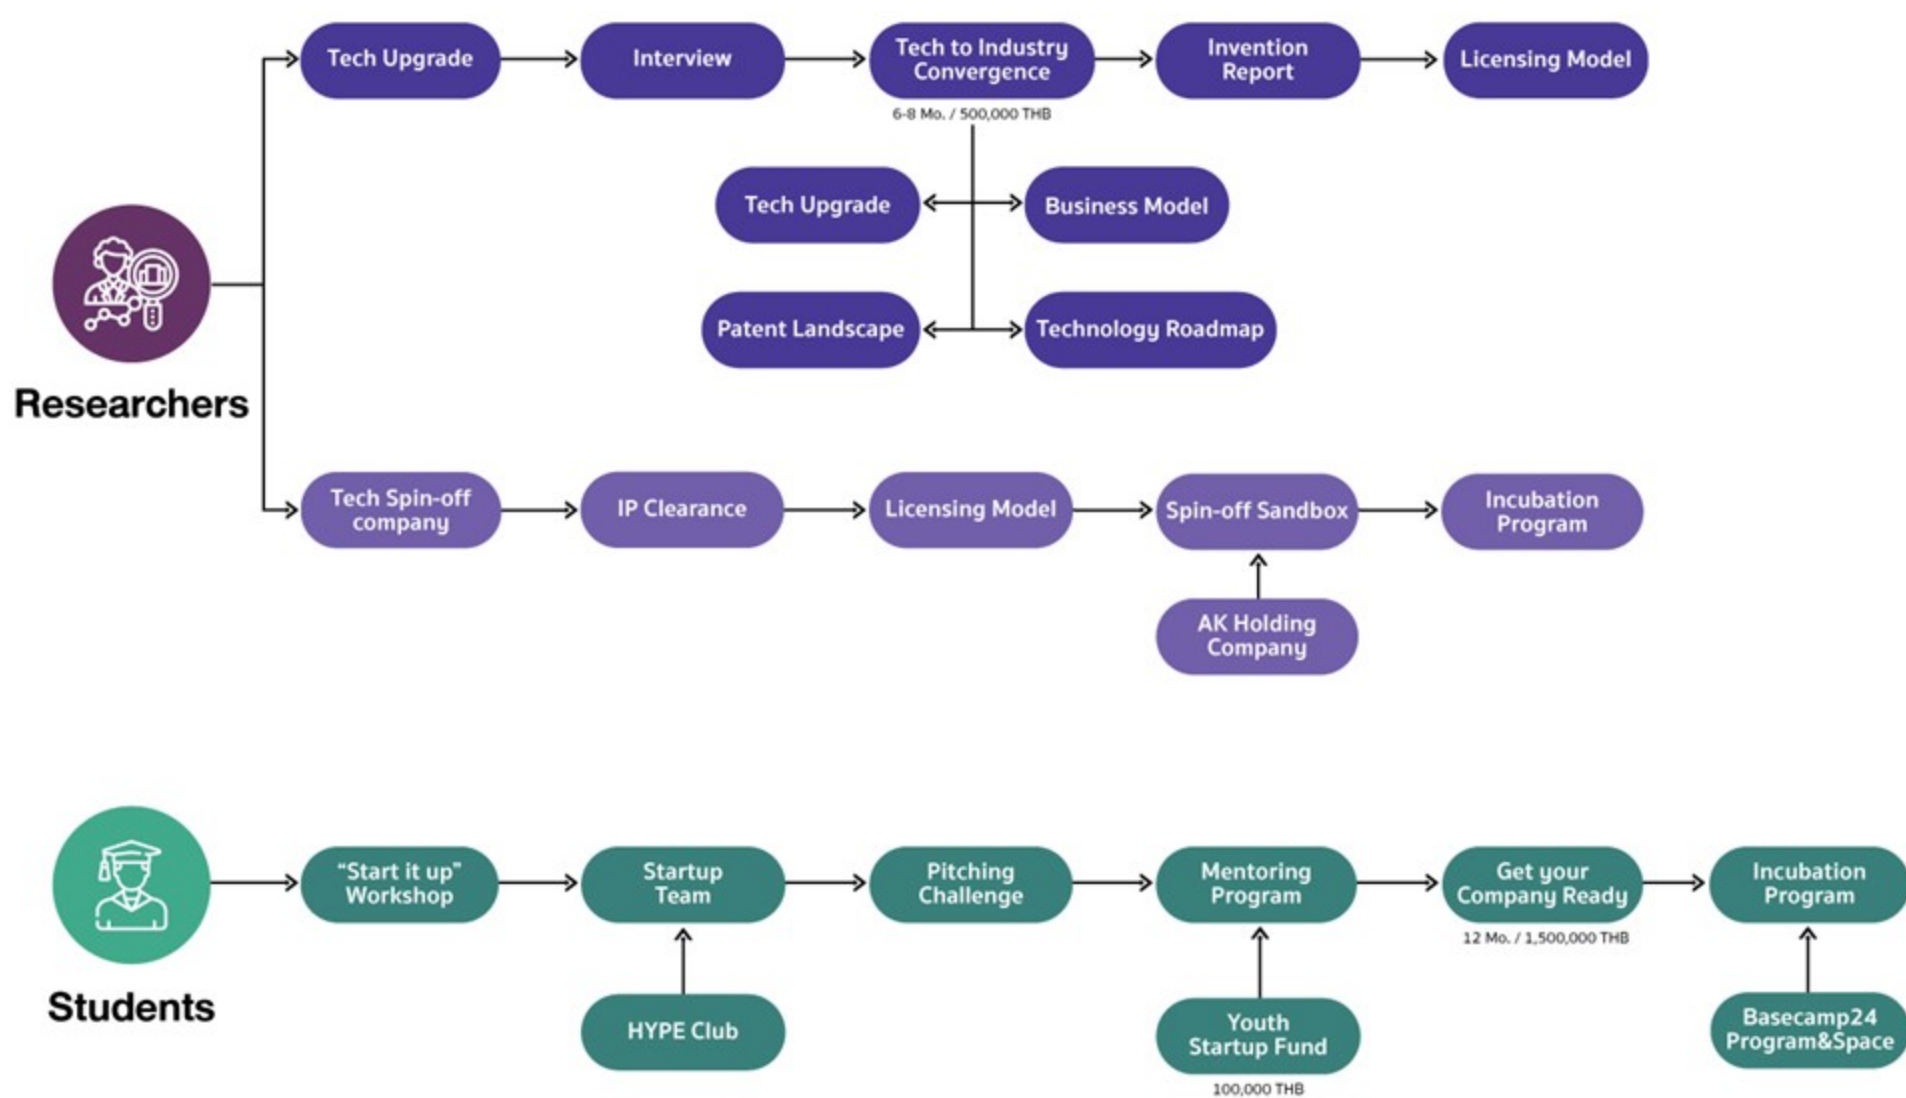 Tech Upgrade
Interview
Tech to Industry
Convergence
Invention
Report
Licensing Model
6-8 Mo. / 500,000 THB
Tech Upgrade
Business Model
Patent Landscape
Technology Roadmap
Researchers
Tech Spin-off
company
IP Clearance
Licensing Model
Spin-off Sandbox
Incubation
Program
AK Holding
Company
Students
“Start it up”
Workshop
Startup
Team
Pitching
Challenge
Mentoring
Program
Get your
Company Ready
12 Mo. / 1,500,000 THB
Incubation
Program
HYPE Club
Youth
Startup Fund
100,000 THB
Basecamp24
Program&Space